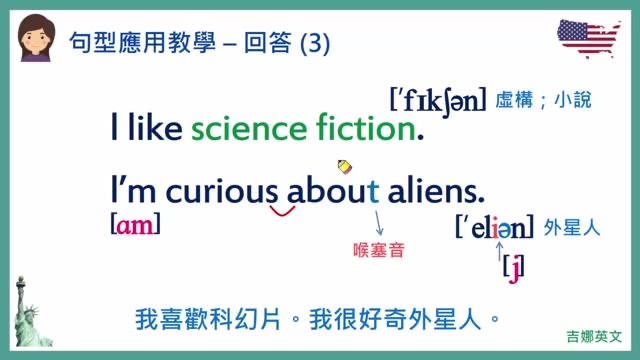 句型應用教學 – 回答 (3)
[ˈfɪkʃən] 虛構；小說
I like science fiction.
I'm curious about aliens.
[am] [ˈeliən] 外星人
喉塞音
[j]
我喜歡科幻片。我很好奇外星人。
吉娜英文